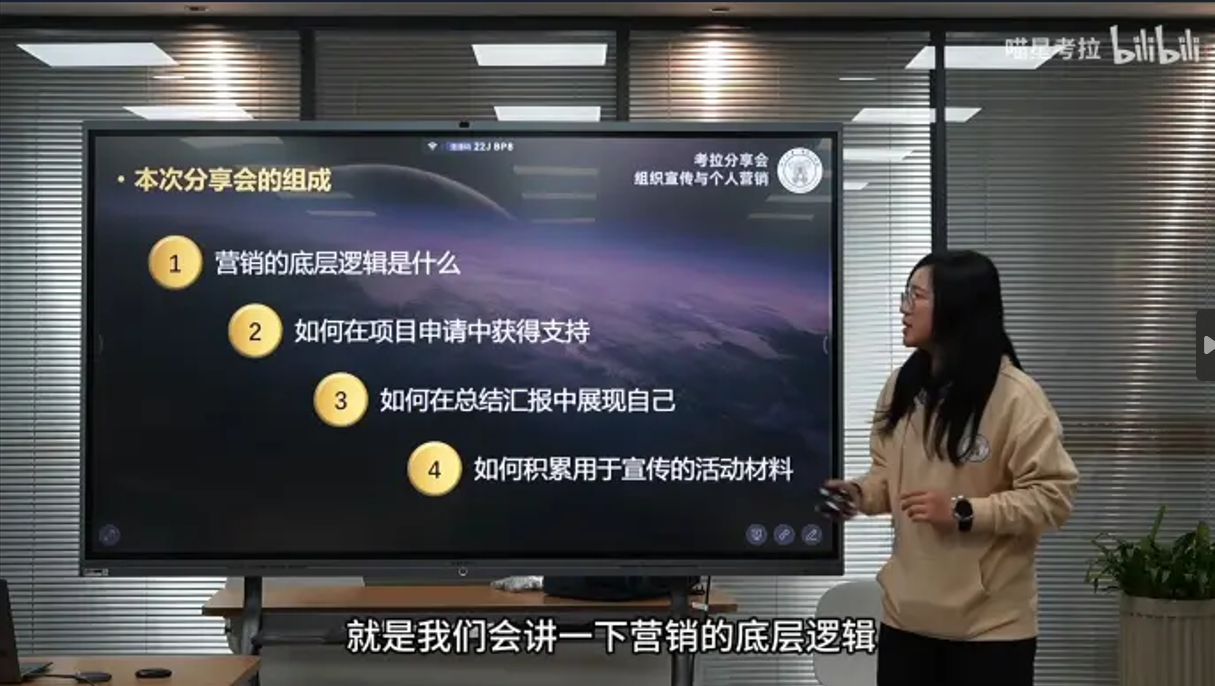 喵星考拉 bilibili
22J BP8
考拉分享会
组织宣传与个人营销
·本次分享会的组成
1 营销的底层逻辑是什么
2 如何在项目申请中获得支持
3 如何在总结汇报中展现自己
4 如何积累用于宣传的活动材料
就是我们会讲一下营销的底层逻辑